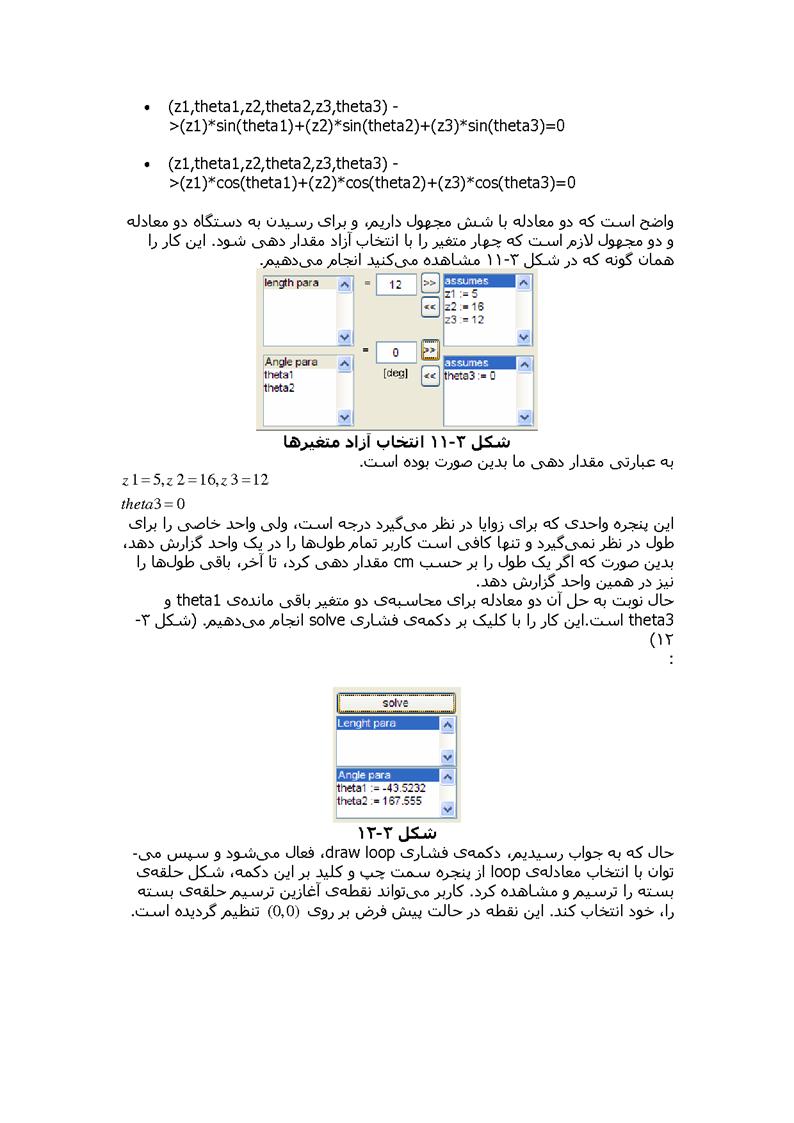 • (z1,theta1,z2,theta2,z3,theta3) -
>(z1)*sin(theta1)+(z2)*sin(theta2)+(z3)*sin(theta3)=0
• (z1,theta1,z2,theta2,z3,theta3) -
>(z1)*cos(theta1)+(z2)*cos(theta2)+(z3)*cos(theta3)=0
واضح است که دو معادله با شش مجهول داریم، و برای رسیدن به دستگاه دو معادله
و دو مجهول لازم است که چهار متغیر را با انتخاب آزاد مقدار دهی شود. این کار را
همان گونه که در شکل ۳-۱۱ مشاهده می‌کنید انجام می‌دهیم.
length para
=
12
>>
<<
assumes
z1 := 5
z2 := 16
z3 := 12
Angle para
theta1
theta2
=
0
[deg]
>>
<<
assumes
theta3 := 0
شکل ۳-۱۱ انتخاب آزاد متغیرها
به عبارتی مقدار دهی ما بدین صورت بوده است.
z 1 = 5, z 2 = 16, z 3 = 12
theta3 = 0
این پنجره واحدی که برای زوایا در نظر می‌گیرد درجه است، ولی واحد خاصی را برای
طول در نظر نمی‌گیرد و تنها کافی است کاربر تمام طول‌ها را در یک واحد گزارش دهد،
بدین صورت که اگر یک طول را بر حسب cm مقدار دهی کرد، تا آخر، باقی طول‌ها را
نیز در همین واحد گزارش دهد.
حال نوبت به حل آن دو معادله برای محاسبه‌ی دو متغیر باقی مانده‌ی theta1 و
theta3 است.این کار را با کلیک بر دکمه‌ی فشاری solve انجام می‌دهیم. (شکل ۳-
۱۲)
:
solve
Lenght para
Angle para
theta1 := -43.5232
theta2 := 167.555
شکل ۳-۱۲
حال که به جواب رسیدیم، دکمه‌ی فشاری draw loop، فعال می‌شود و سپس می-
توان با انتخاب معادله‌ی loop از پنجره سمت چپ و کلید بر این دکمه، شکل حلقه‌ی
بسته را ترسیم و مشاهده کرد. کاربر می‌تواند نقطه‌ی آغازین ترسیم حلقه‌ی بسته
را، خود انتخاب کند. این نقطه در حالت پیش فرض بر روی (0,0) تنظیم گردیده است.